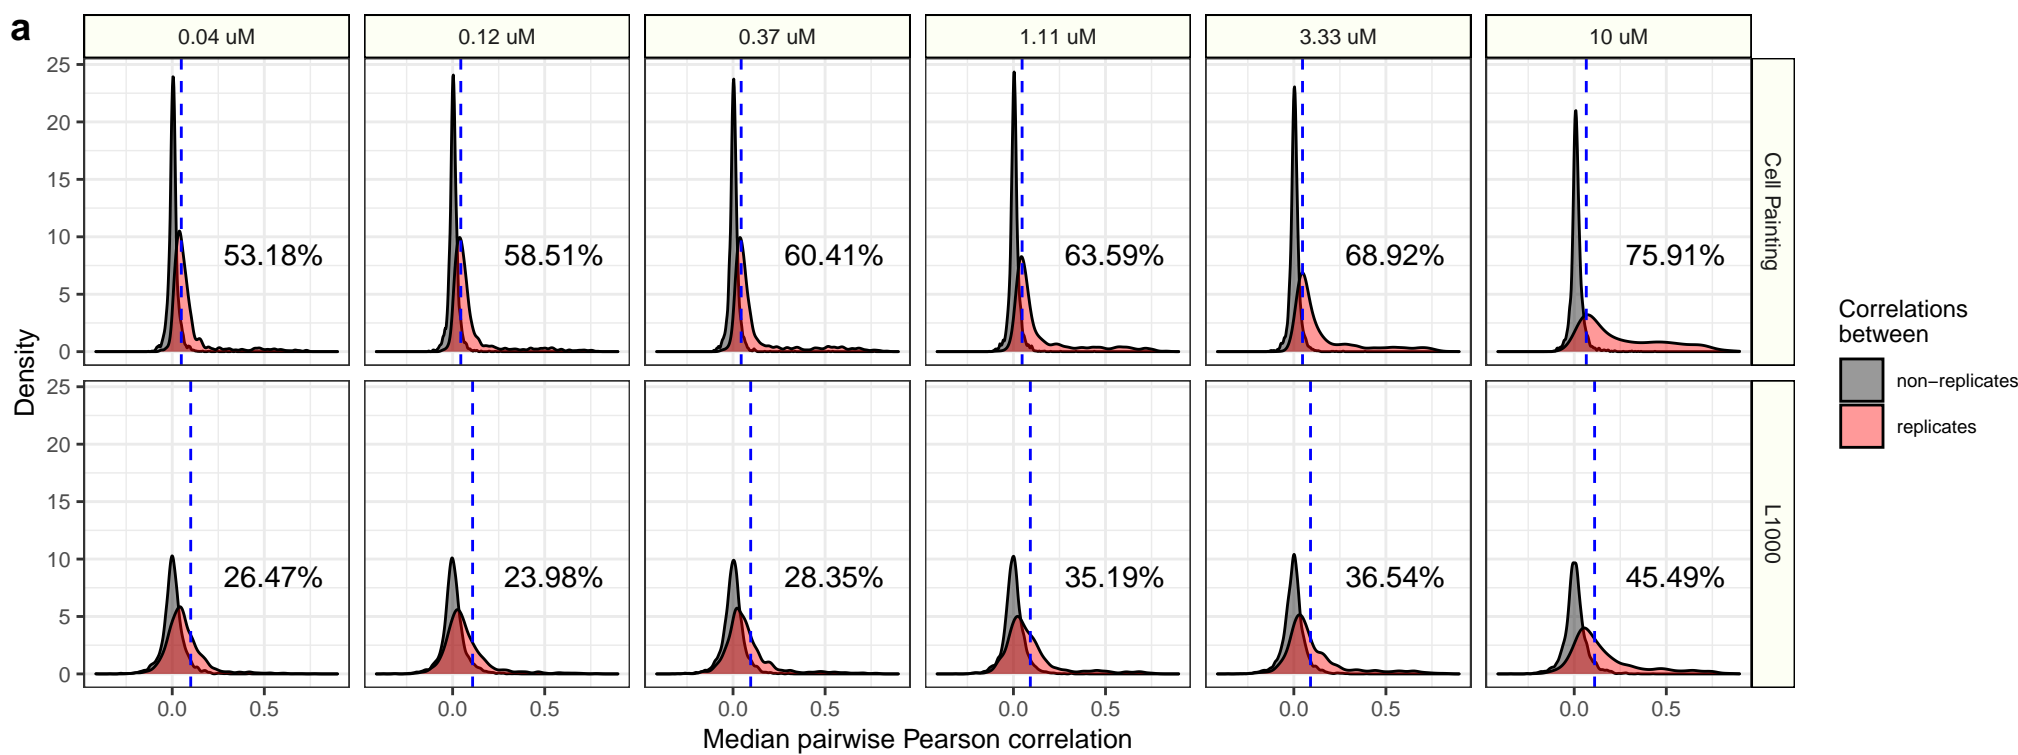 a
0.04 uM 0.12 uM 0.37 uM 1.11 uM 3.33 uM 10 uM
25
20
15
10
5
0
53.18% 58.51% 60.41% 63.59% 68.92% 75.91%
Cell Painting
25
20
15
10
5
0
26.47% 23.98% 28.35% 35.19% 36.54% 45.49%
L1000
Density
0.0 0.5 0.0 0.5 0.0 0.5 0.0 0.5 0.0 0.5 0.0 0.5
Median pairwise Pearson correlation
Correlations
between
non−replicates
replicates